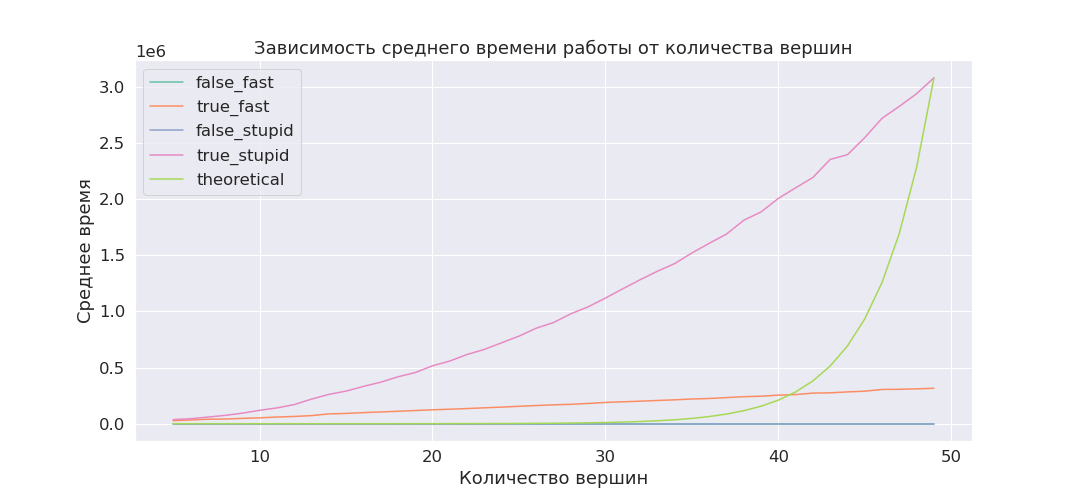 Зависимость среднего времени работы от количества вершин
1e6
false_fast
true_fast
false_stupid
true_stupid
theoretical
Среднее время
3.0
2.5
2.0
1.5
1.0
0.5
0.0
10
20
30
40
50
Количество вершин